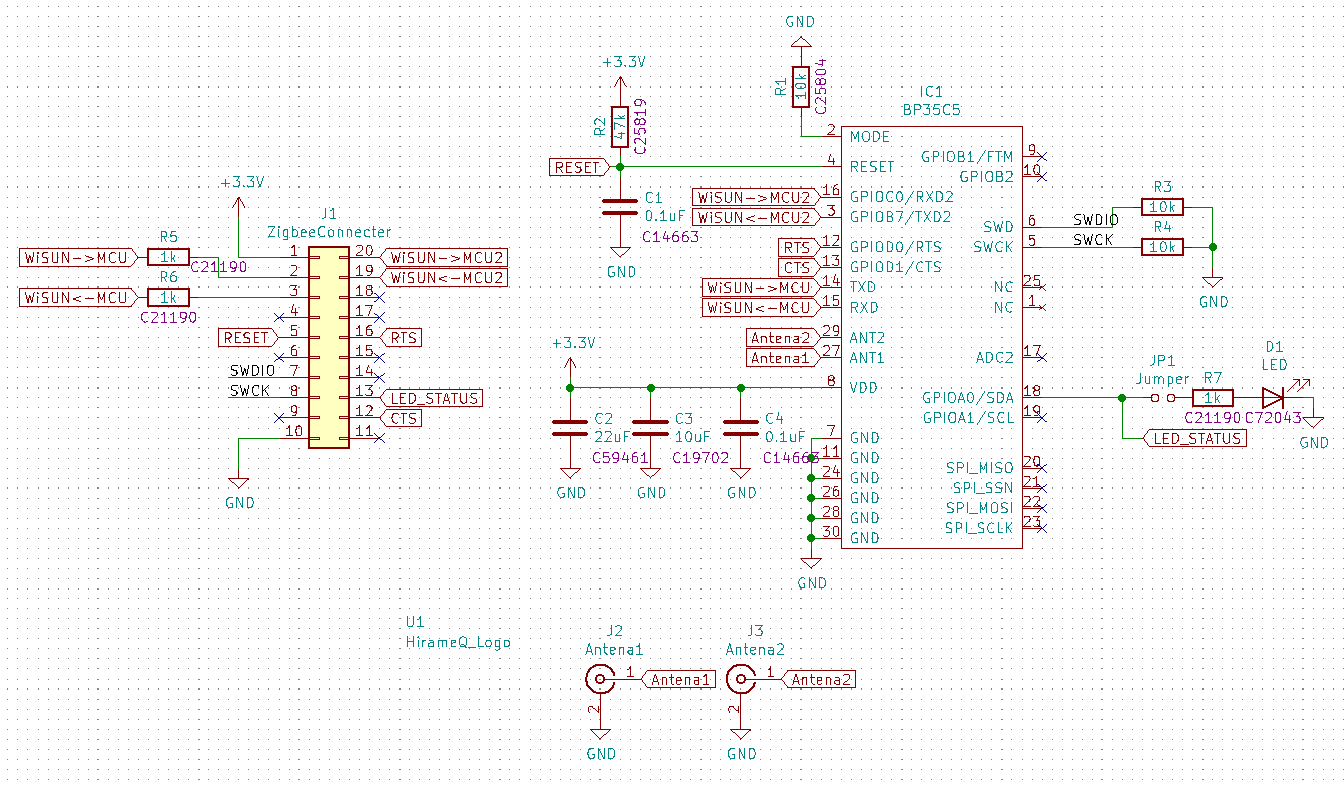 GND
R1
10k
C25804
+3.3V
R2
47k
C25819
RESET
C1
0.1uF
C14663
GND
IC1
BP35C5
2 MODE
4 RESET
WiSUN->MCU2 16 GPIOC0/RXD2
WiSUN<-MCU2 3 GPIOB7/TXD2
RTS 12 GPIOD0/RTS
CTS 13 GPIOD1/CTS
WiSUN->MCU 14 TXD
WiSUN<-MCU 15 RXD
Antena2 29 ANT2
Antena1 27 ANT1
8 VDD
7 GND
11 GND
24 GND
26 GND
28 GND
30 GND
GND
GPIOB1/FTM 9
GPIOB2 10
SWD 6 SWDIO
SWCK 5 SWCK
NC 25
NC 1
ADC2 17
GPIOA0/SDA 18
GPIOA1/SCL 19
SPI_MISO 20
SPI_SSN 21
SPI_MOSI 22
SPI_SCLK 23
R3
10k
R4
10k
GND
JP1
Jumper
R7
1k
C21190
D1
LED
C72043
GND
LED_STATUS
+3.3V
C2
22uF
C59461
GND
C3
10uF
C19702
GND
C4
0.1uF
C14663
GND
+3.3V
J1
ZigbeeConnecter
WiSUN->MCU
R5
1k
C21190
WiSUN<-MCU
R6
1k
C21190
1
2
3
4
RESET 5
6
SWDIO 7
SWCK 8
9
10
GND
20 WiSUN->MCU2
19 WiSUN<-MCU2
18
17
16 RTS
15
14
13 LED_STATUS
12 CTS
11
U1
HirameQ_Logo
J2
Antena1
1 Antena1
2
GND
J3
Antena2
1 Antena2
2
GND